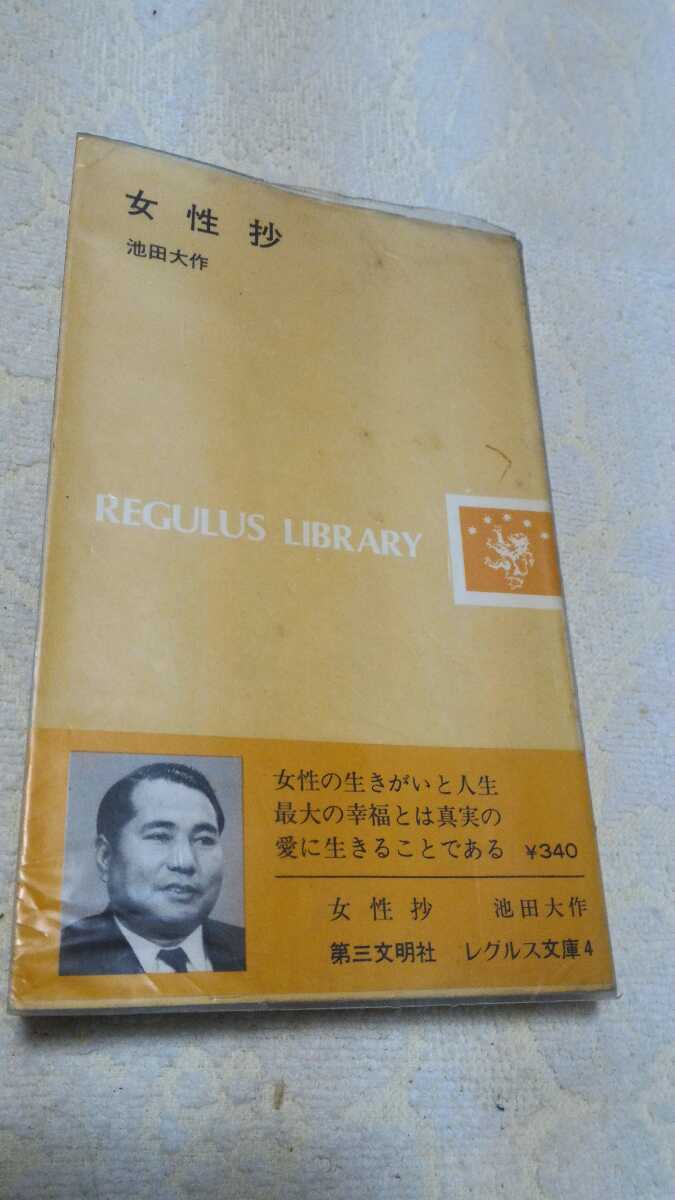 女性抄
池田大作
REGULUS LIBRARY
女性の生きがいと人生
最大の幸福とは真実の
愛に生きることである ¥340
女性抄 池田大作
第三文明社 レグルス文庫4